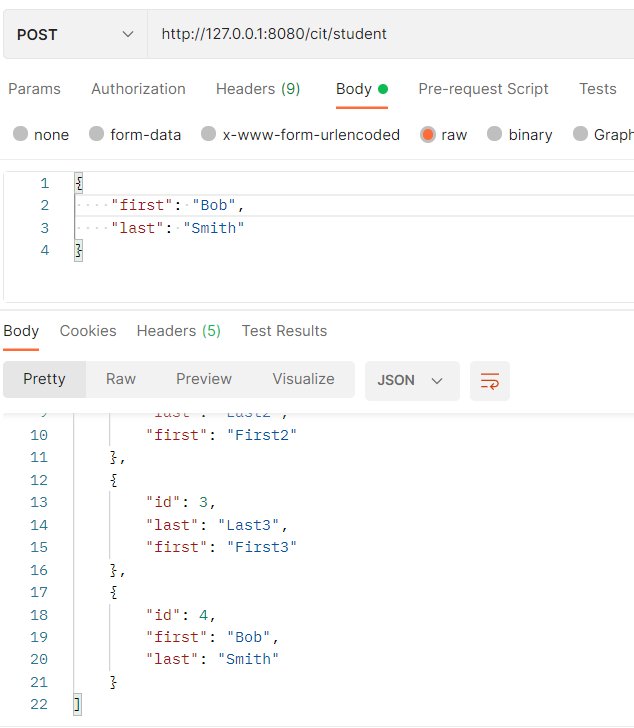 POST http://127.0.0.1:8080/cit/student
Params Authorization Headers (9) Body Pre-request Script Tests
none form-data x-www-form-urlencoded raw binary Graph
1 {
2 "first": "Bob",
3 "last": "Smith"
4 }
Body Cookies Headers (5) Test Results
Pretty Raw Preview Visualize JSON
9 "last": "Last2",
10 "first": "First2"
11 },
12 {
13 "id": 3,
14 "last": "Last3",
15 "first": "First3"
16 },
17 {
18 "id": 4,
19 "first": "Bob",
20 "last": "Smith"
21 }
22 ]